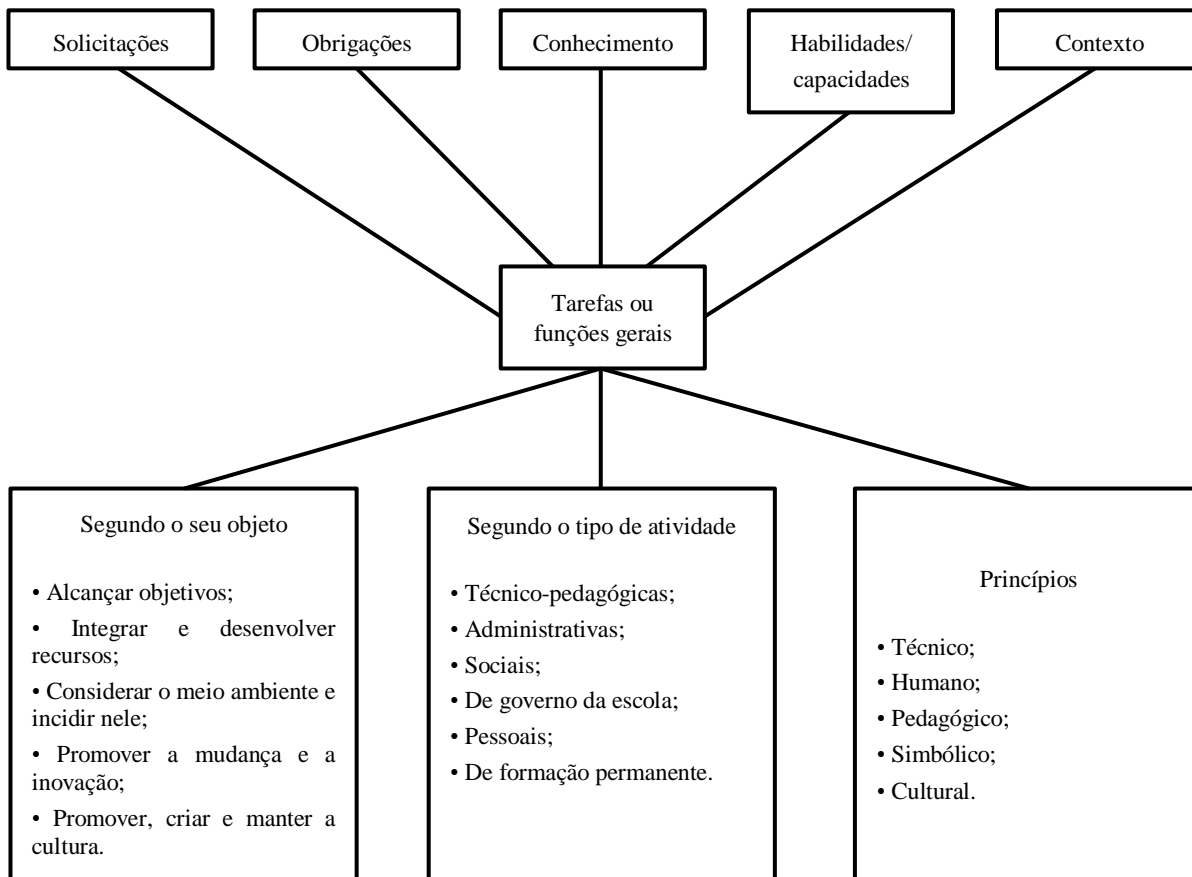 Solicitações
Obrigações
Conhecimento
Habilidades/
capacidades
Contexto
Tarefas ou
funções gerais
Segundo o seu objeto
• Alcançar objetivos;
• Integrar e desenvolver
recursos;
• Considerar o meio ambiente e
incidir nele;
• Promover a mudança e a
inovação;
• Promover, criar e manter a
cultura.
Segundo o tipo de atividade
• Técnico-pedagógicas;
• Administrativas;
• Sociais;
• De governo da escola;
• Pessoais;
• De formação permanente.
Princípios
• Técnico;
• Humano;
• Pedagógico;
• Simbólico;
• Cultural.